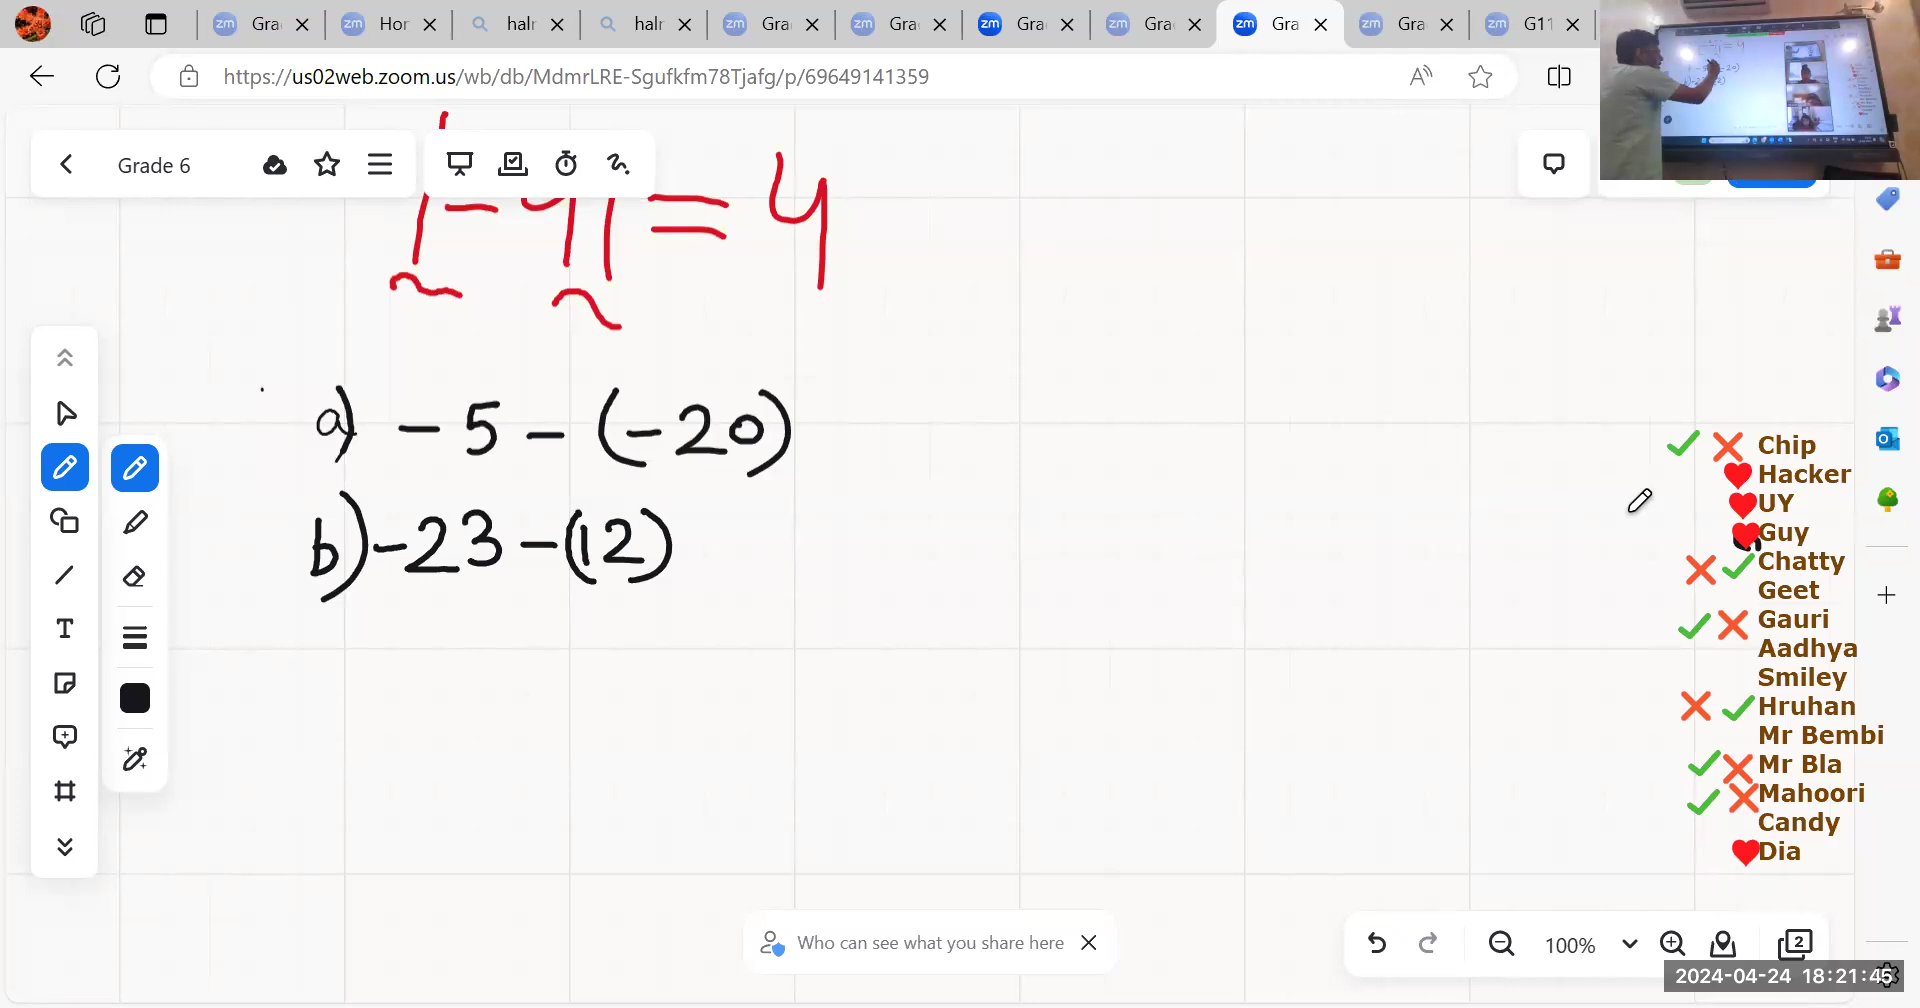 Gra
Hor
halr
halr
Gra
Gra
Gra
Gra
Gra
Gra
G11
https://us02web.zoom.us/wb/db/MdmrLRE-Sgufkfm78Tjafg/p/69649141359
Grade 6
|-4| = 4
a) -5-(-20)
b) -23-(12)
Chip
Hacker
UY
Guy
Chatty
Geet
Gauri
Aadhya
Smiley
Hruhan
Mr Bembi
Mr Bla
Mahoori
Candy
Dia
Who can see what you share here
100%
2
2024-04-24 18:21:45